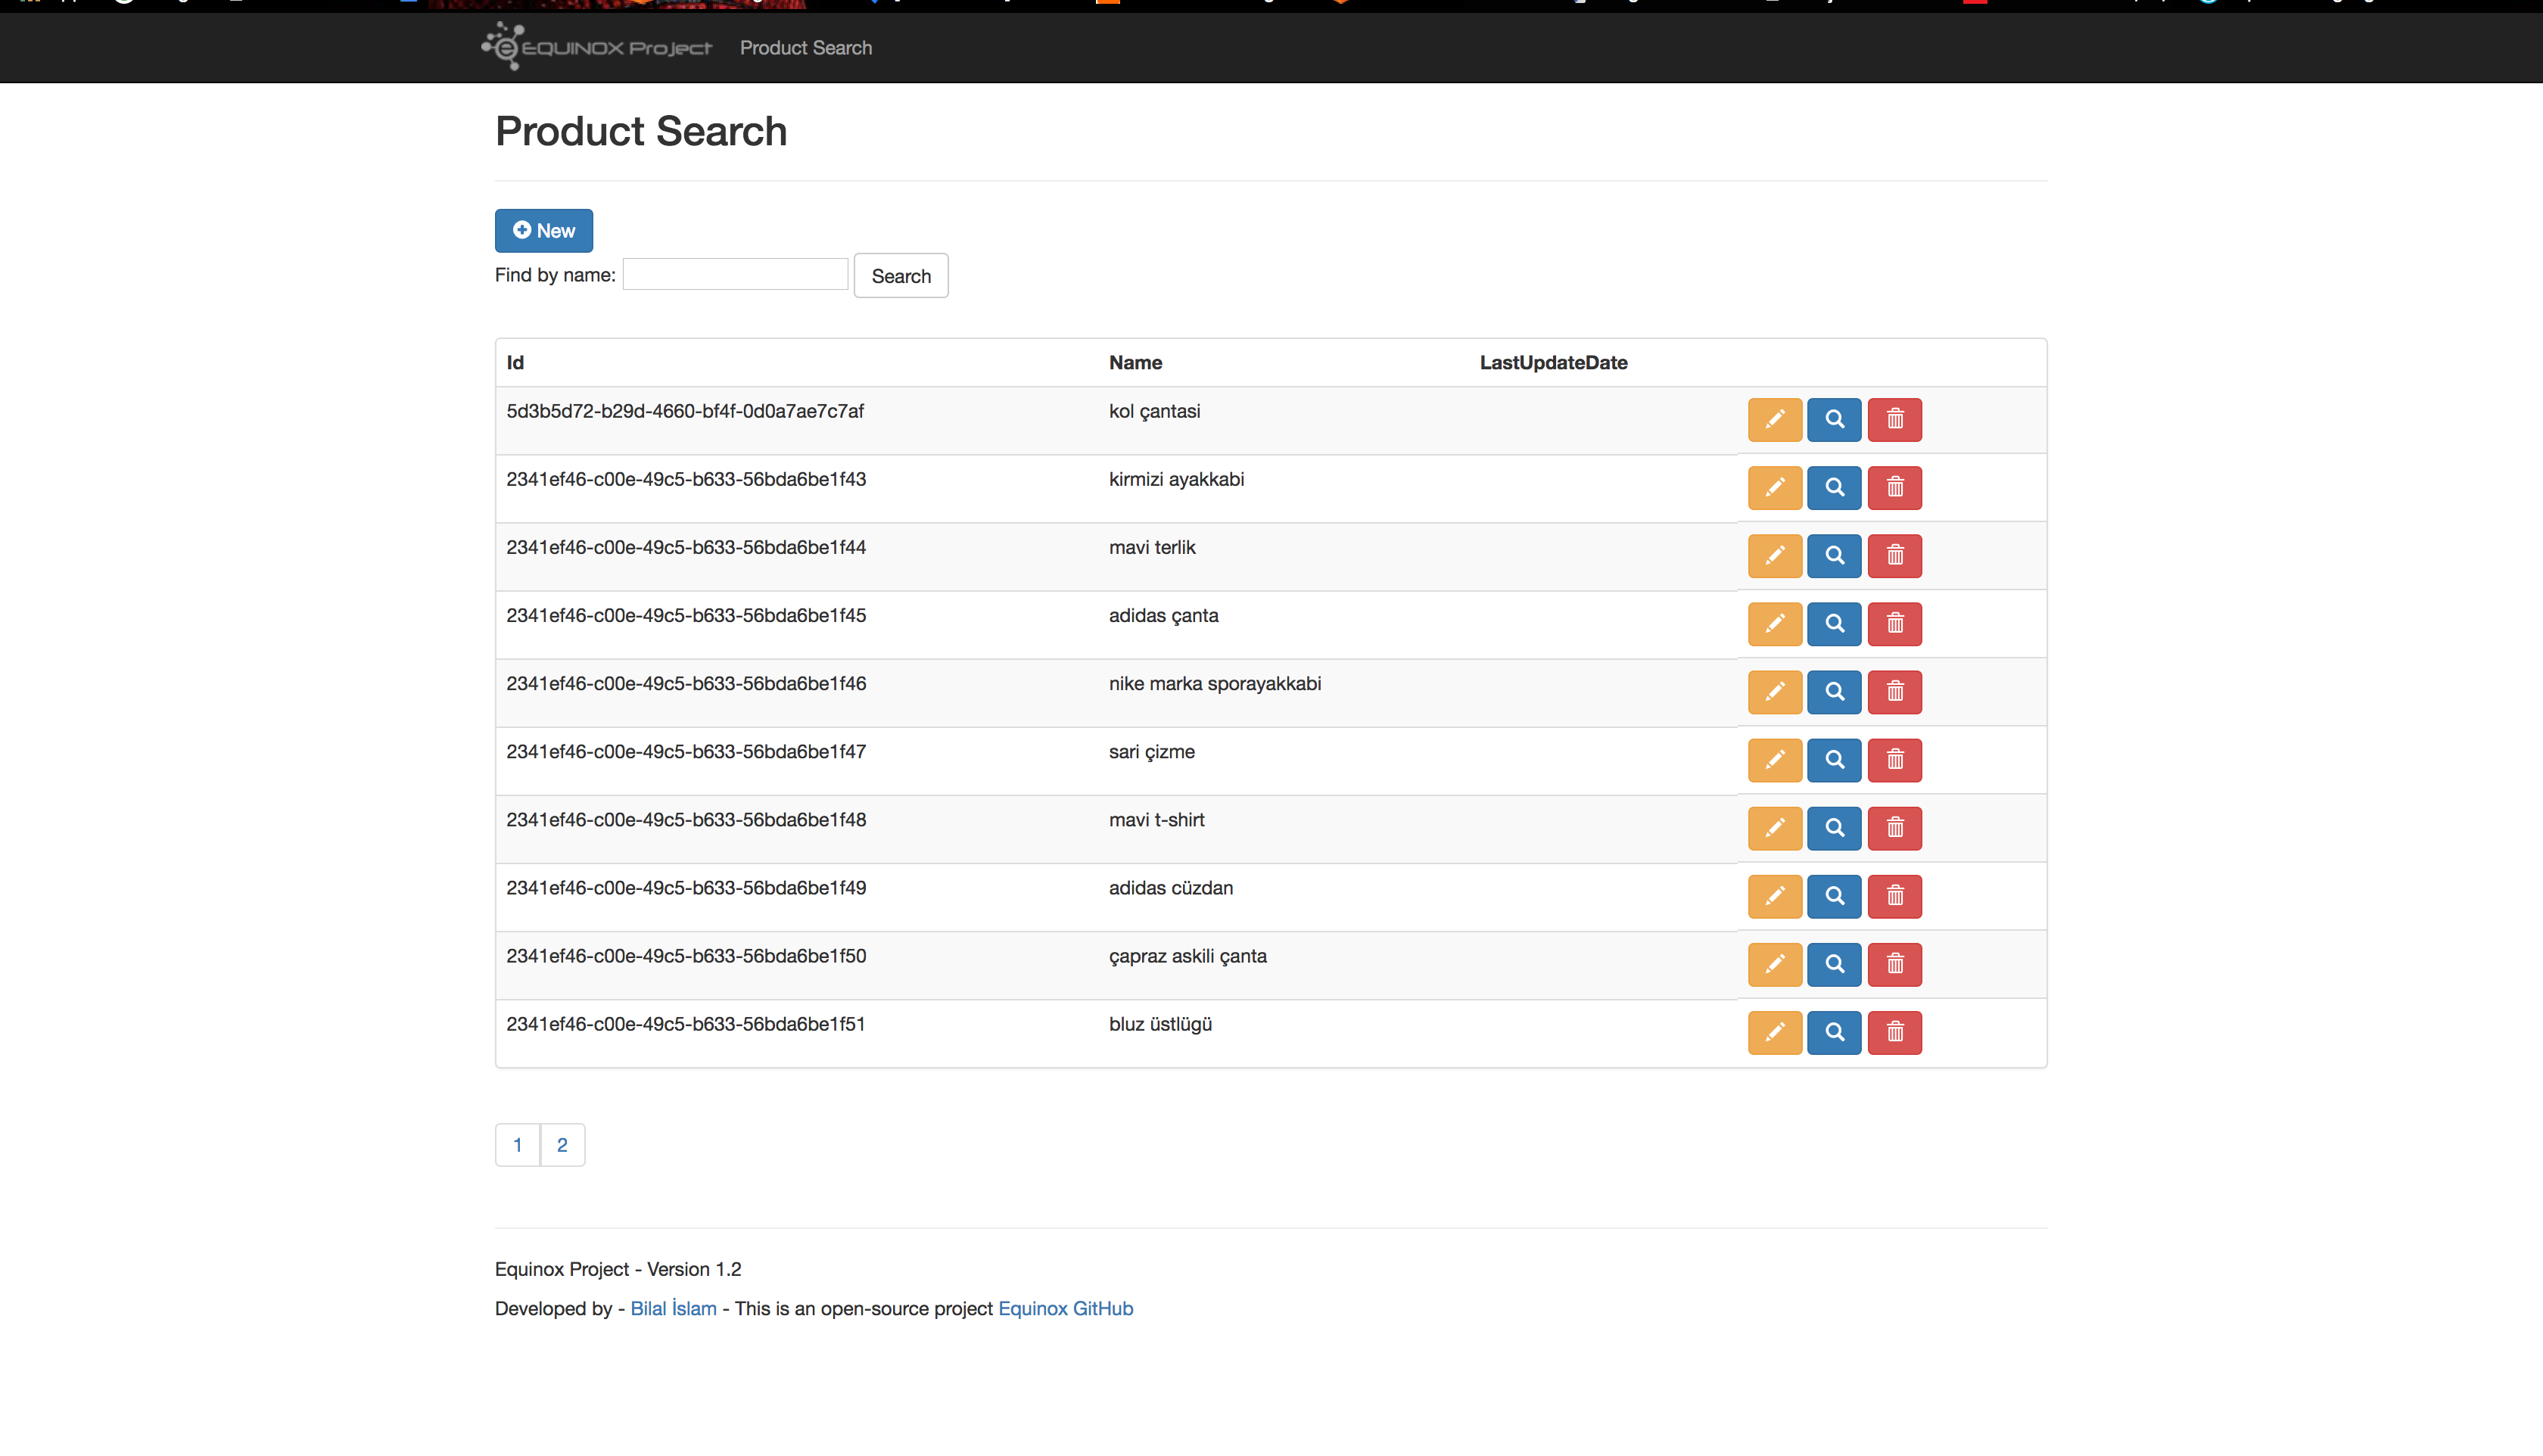 EQUINOX Project Product Search
Product Search
New
Find by name: Search
Id Name LastUpdateDate
5d3b5d72-b29d-4660-bf4f-0d0a7ae7c7af kol çantasi
2341ef46-c00e-49c5-b633-56bda6be1f43 kirmizi ayakkabi
2341ef46-c00e-49c5-b633-56bda6be1f44 mavi terlik
2341ef46-c00e-49c5-b633-56bda6be1f45 adidas çanta
2341ef46-c00e-49c5-b633-56bda6be1f46 nike marka sporayakkabi
2341ef46-c00e-49c5-b633-56bda6be1f47 sari çizme
2341ef46-c00e-49c5-b633-56bda6be1f48 mavi t-shirt
2341ef46-c00e-49c5-b633-56bda6be1f49 adidas cüzdan
2341ef46-c00e-49c5-b633-56bda6be1f50 çapraz askili çanta
2341ef46-c00e-49c5-b633-56bda6be1f51 bluz üstlügü
1 2
Equinox Project - Version 1.2
Developed by - Bilal İslam - This is an open-source project Equinox GitHub